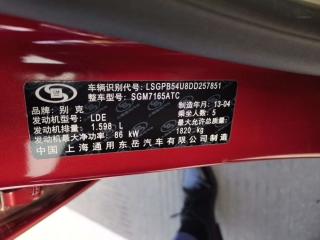 车辆识别代号: LSGPB54U8DD257851
整车型号: SGM7165ATC
品牌: 别克 制造年月: 13-04
发动机型号: LDE 乘坐人数: 5
发动机排量: 1.598 L 最大允许总质量:
发动机最大净功率: 86 kW 1820 kg
中国 上海通用东岳汽车有限公司制造